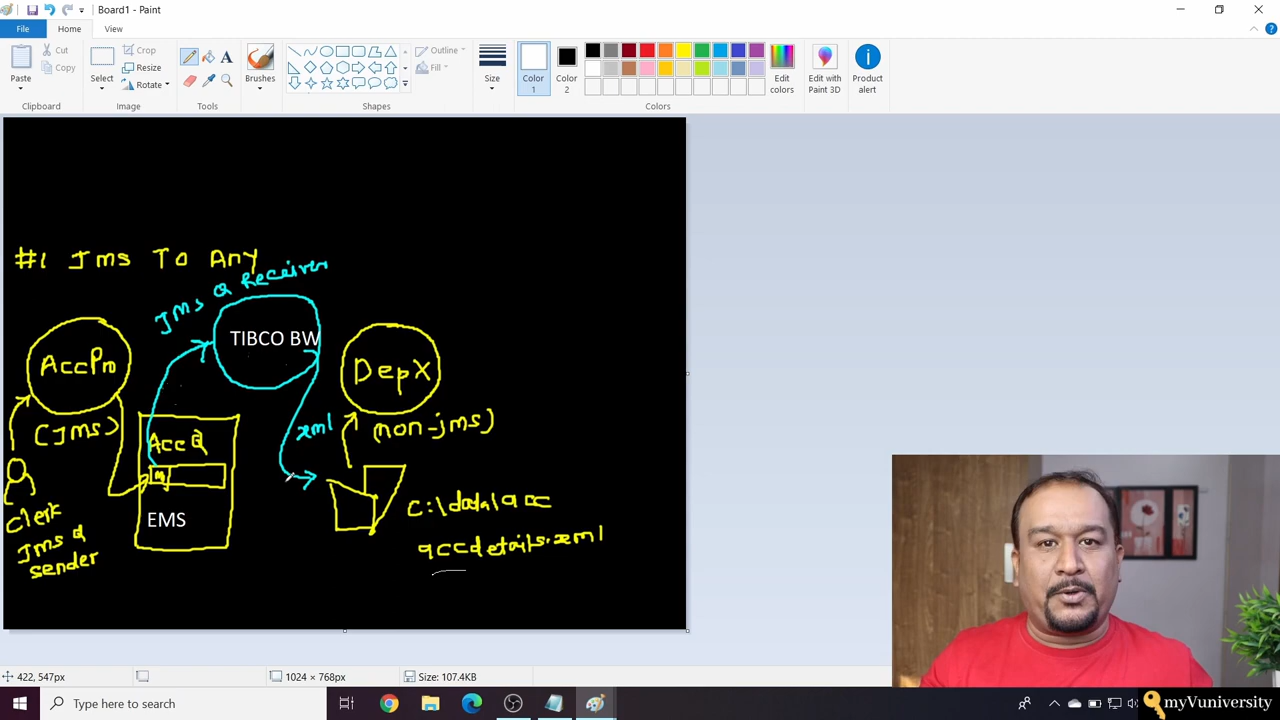 Board1 - Paint
File
Home
View
Paste
Cut
Copy
Clipboard
Select
Crop
Resize
Rotate
Image
Tools
Brushes
Outline
Fill
Shapes
Size
Color 1
Color 2
Edit colors
Colors
Edit with Paint 3D
Product alert
#1 Jms To Any
JMS Q Receiver
TIBCO BW
AccPro
DepX
(Jms)
AccQ
xml
(non-jms)
M
EMS
clerk
Jms Q
sender
c:\data\acc
accdetails.xml
422, 547px
1024 × 768px
Size: 107.4KB
Type here to search
myVuniversity